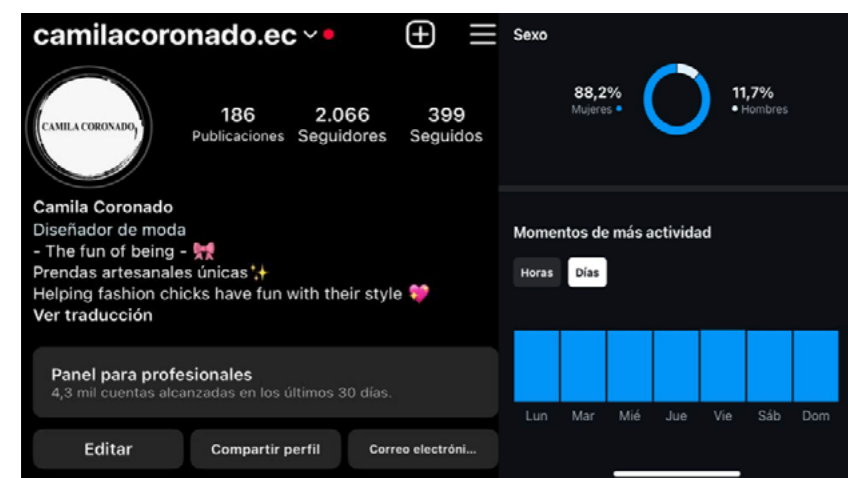 camilacoronado.ec
CAMILA CORONADO
186 2.066 399
Publicaciones Seguidores Seguidos
Camila Coronado
Diseñador de moda
- The fun of being - 🎀
Prendas artesanales únicas✨
Helping fashion chicks have fun with their style 💖
Ver traducción
Panel para profesionales
4,3 mil cuentas alcanzadas en los últimos 30 días.
Editar Compartir perfil Correo electróni...
Sexo
88,2% 11,7%
Mujeres Hombres
Momentos de más actividad
Horas Días
Lun Mar Mié Jue Vie Sáb Dom